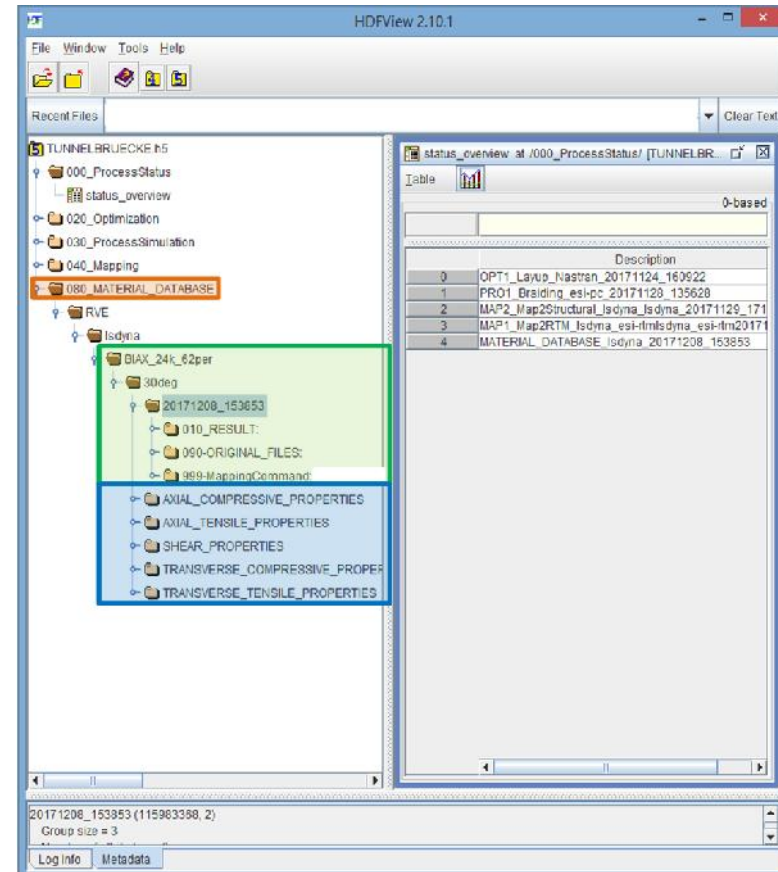 HDFView 2.10.1
File Window Tools Help
Recent Files
Clear Text
TUNNELBRUECKE.h5
000_ProcessStatus
status_overview
020_Optimization
030_ProcessSimulation
040_Mapping
080_MATERIAL_DATABASE
RVE
lsdyna
BIAX_24k_62per
30deg
20171208_153853
010_RESULT:
090-ORIGINAL_FILES:
999-MappingCommand:
AXIAL_COMPRESSIVE_PROPERTIES
AXIAL_TENSILE_PROPERTIES
SHEAR_PROPERTIES
TRANSVERSE_COMPRESSIVE_PROPER
TRANSVERSE_TENSILE_PROPERTIES
status_overview at /000_ProcessStatus/ [TUNNELBR...
Table
0-based
Description
0 OPT1_Layup_Nastran_20171124_160922
1 PRO1_Braiding_esi-pc_20171128_135628
2 MAP2_Map2Structural_lsdyna_lsdyna_20171129_171
3 MAP1_Map2RTM_lsdyna_esi-rtmlsdyna_esi-rtm20171
4 MATERIAL_DATABASE_lsdyna_20171208_153853
20171208_153853 (115983368, 2)
Group size = 3
Log Info Metadata